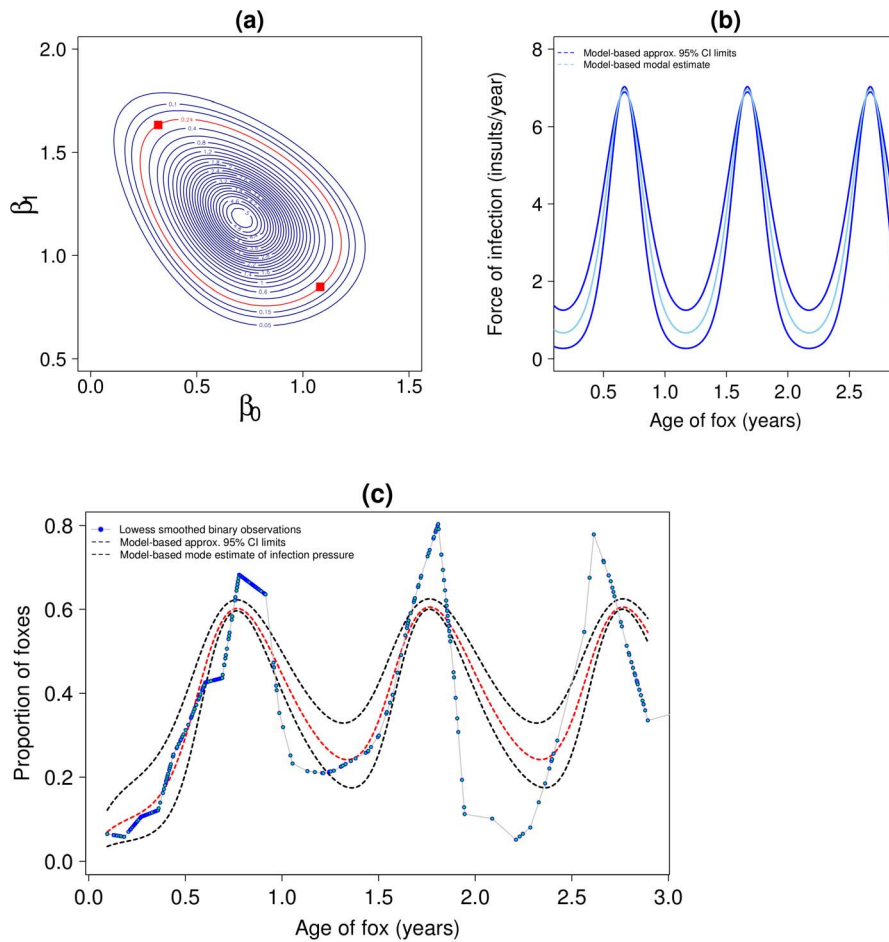 (a)
2.0
1.5
1.0
0.5
β1
0.1
0.24
0.4
0.8
1
0.6
0.15
0.05
0.0 0.5 1.0 1.5
β0
(b)
Model-based approx. 95% CI limits
Model-based modal estimate
8
6
4
2
0
Force of infection (insults/year)
0.5 1.0 1.5 2.0 2.5
Age of fox (years)
(c)
Lowess smoothed binary observations
Model-based approx. 95% CI limits
Model-based mode estimate of infection pressure
0.8
0.6
0.4
0.2
0.0
Proportion of foxes
0.0 0.5 1.0 1.5 2.0 2.5 3.0
Age of fox (years)